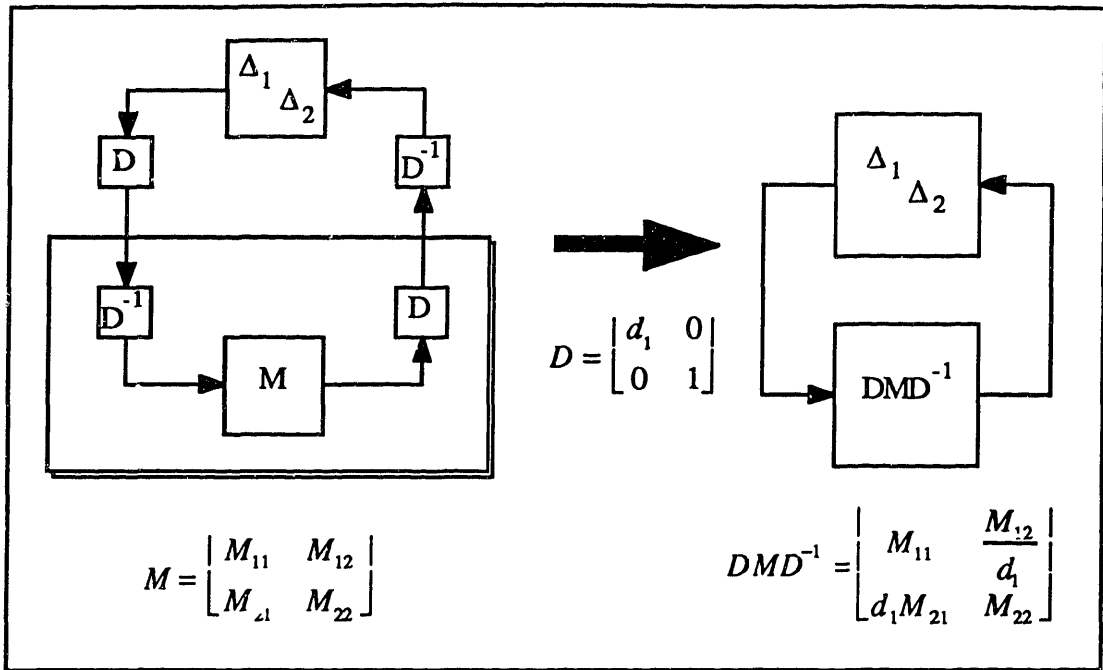 Δ₁
Δ₂
D
D⁻¹
D⁻¹
D
M
D = [d₁ 0
0 1]
Δ₁
Δ₂
DMD⁻¹
M = [M₁₁ M₁₂
M₂₁ M₂₂]
DMD⁻¹ = [M₁₁ M₁₂/d₁
d₁M₂₁ M₂₂]